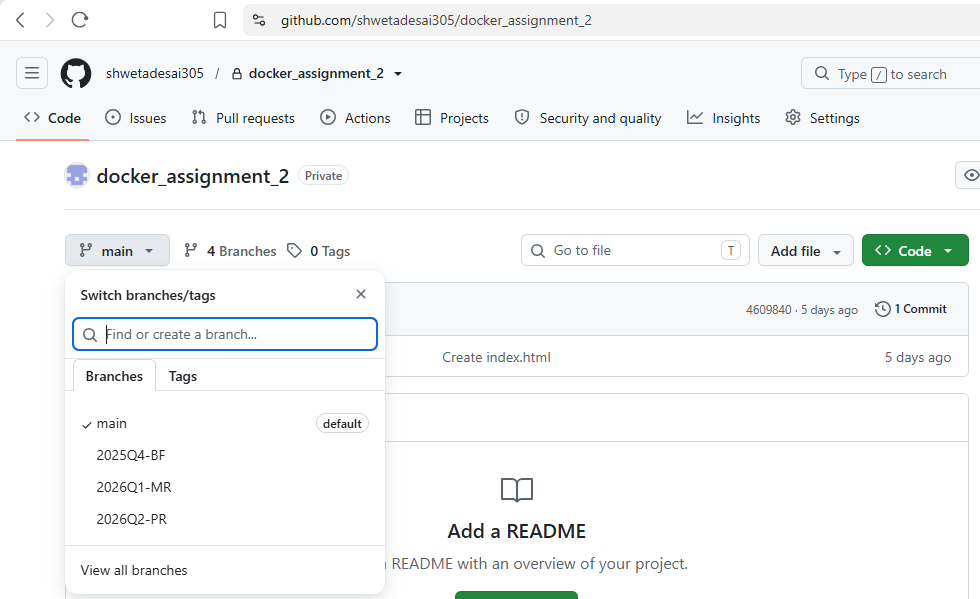 github.com/shwetadesai305/docker_assignment_2
shwetadesai305 / docker_assignment_2
Type / to search
Code Issues Pull requests Actions Projects Security and quality Insights Settings
docker_assignment_2 Private
main 4 Branches 0 Tags Go to file T Add file Code
Switch branches/tags
4609840 · 5 days ago 1 Commit
Find or create a branch...
Create index.html 5 days ago
Branches Tags
main default
2025Q4-BF
2026Q1-MR
2026Q2-PR
Add a README
README with an overview of your project.
View all branches